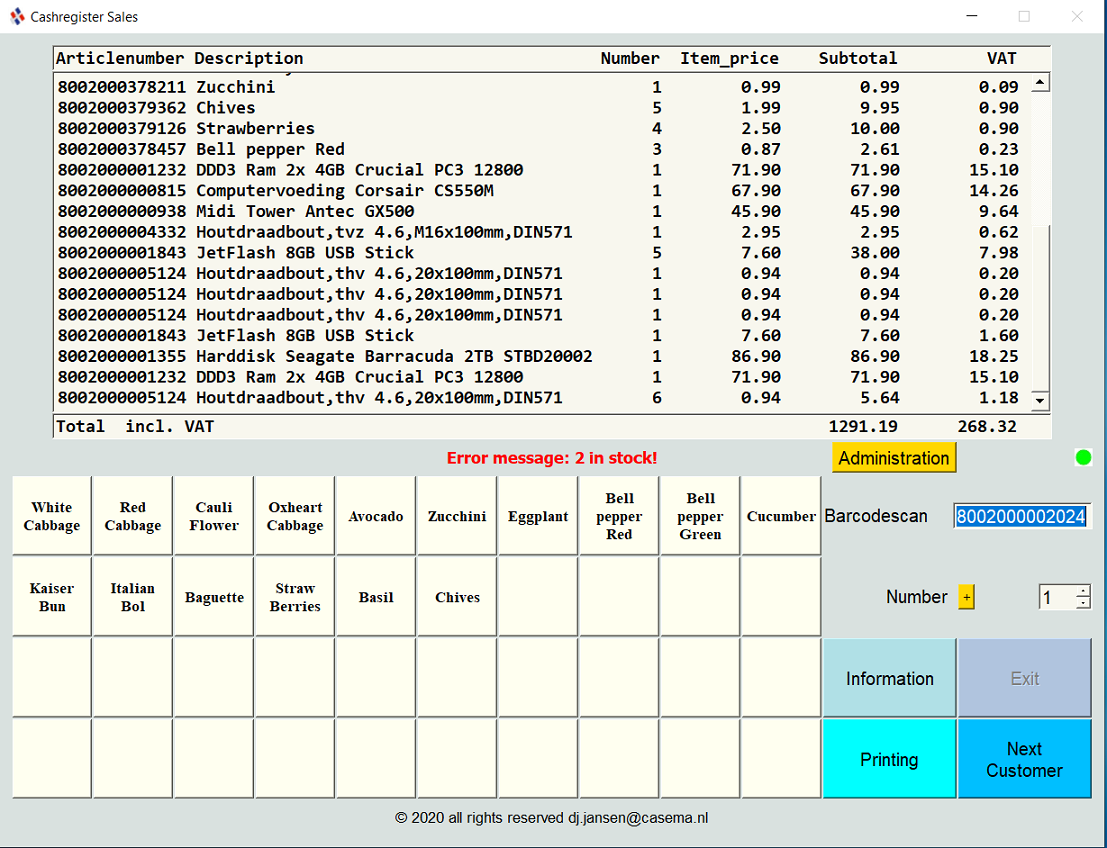 Cashregister Sales
Articlenumber Description Number Item_price Subtotal VAT
8002000378211 Zucchini 1 0.99 0.99 0.09
8002000379362 Chives 5 1.99 9.95 0.90
8002000379126 Strawberries 4 2.50 10.00 0.90
8002000378457 Bell pepper Red 3 0.87 2.61 0.23
8002000001232 DDD3 Ram 2x 4GB Crucial PC3 12800 1 71.90 71.90 15.10
8002000000815 Computervoeding Corsair CS550M 1 67.90 67.90 14.26
8002000000938 Midi Tower Antec GX500 1 45.90 45.90 9.64
8002000004332 Houtdraadbout,tvz 4.6,M16x100mm,DIN571 1 2.95 2.95 0.62
8002000001843 JetFlash 8GB USB Stick 5 7.60 38.00 7.98
8002000005124 Houtdraadbout,thv 4.6,20x100mm,DIN571 1 0.94 0.94 0.20
8002000005124 Houtdraadbout,thv 4.6,20x100mm,DIN571 1 0.94 0.94 0.20
8002000005124 Houtdraadbout,thv 4.6,20x100mm,DIN571 1 0.94 0.94 0.20
8002000001843 JetFlash 8GB USB Stick 1 7.60 7.60 1.60
8002000001355 Harddisk Seagate Barracuda 2TB STBD20002 1 86.90 86.90 18.25
8002000001232 DDD3 Ram 2x 4GB Crucial PC3 12800 1 71.90 71.90 15.10
8002000005124 Houtdraadbout,thv 4.6,20x100mm,DIN571 6 0.94 5.64 1.18
Total incl. VAT 1291.19 268.32
Error message: 2 in stock!
Administration
White Cabbage
Red Cabbage
Cauli Flower
Oxheart Cabbage
Avocado
Zucchini
Eggplant
Bell pepper Red
Bell pepper Green
Cucumber
Barcodescan 8002000002024
Kaiser Bun
Italian Bol
Baguette
Straw Berries
Basil
Chives
Number + 1
Information
Exit
Printing
Next Customer
© 2020 all rights reserved dj.jansen@casema.nl